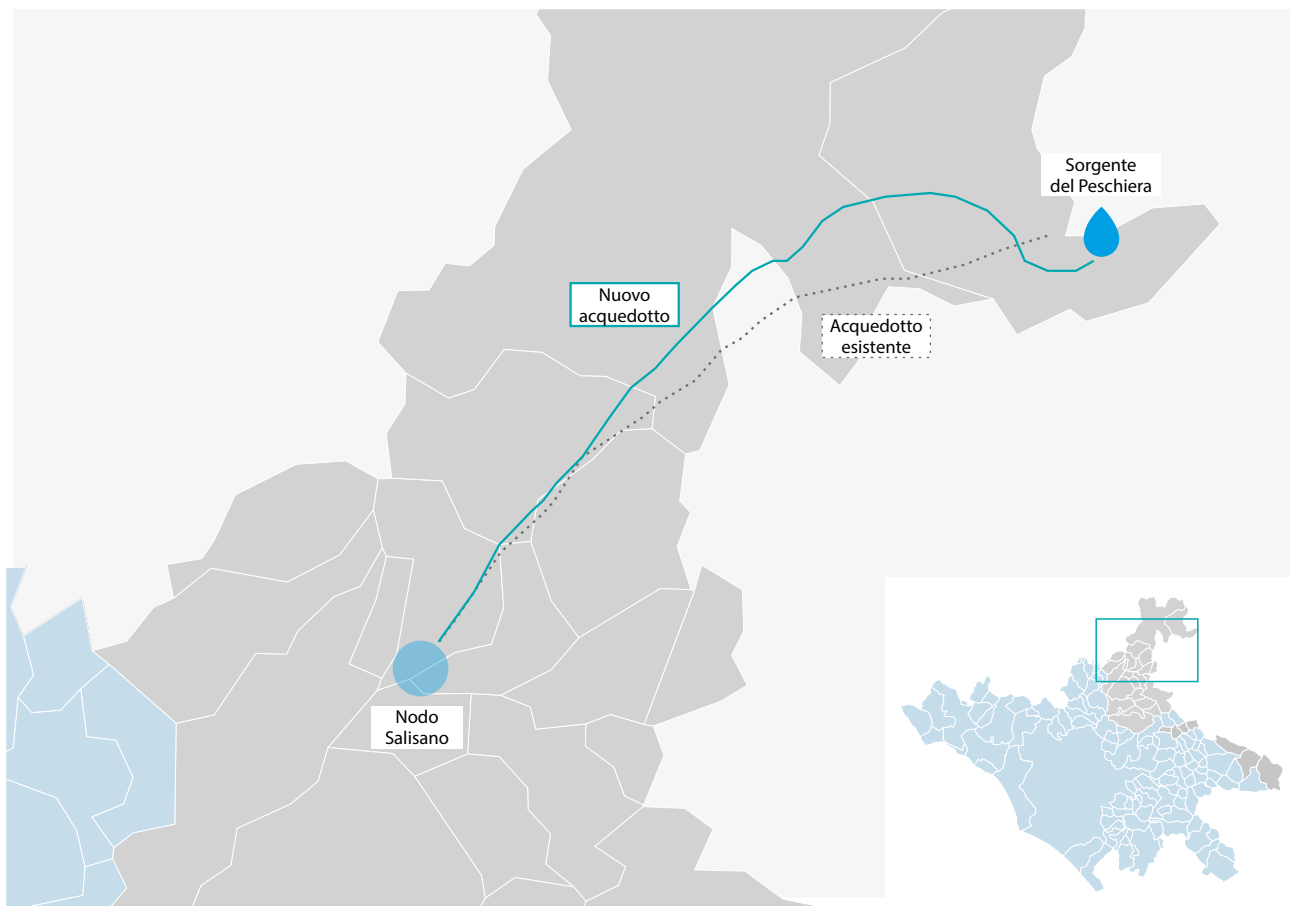 Sorgente
del Peschiera
Nuovo
acquedotto
Acquedotto
esistente
Nodo
Salisano